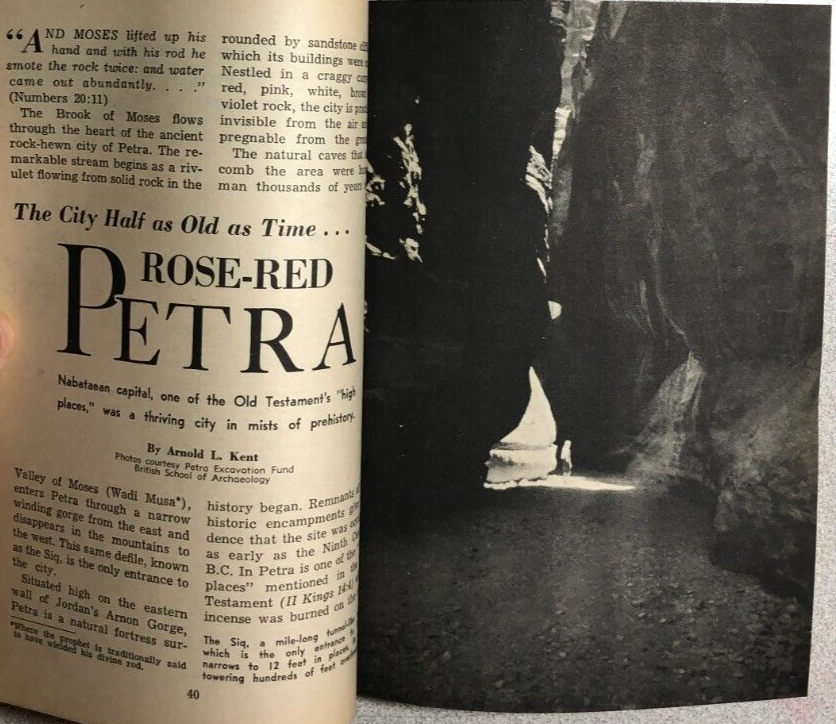 “AND MOSES lifted up his
hand and with his rod he
smote the rock twice: and water
came out abundantly. . . .”
(Numbers 20:11)
The Brook of Moses flows
through the heart of the ancient
rock-hewn city of Petra. The re-
markable stream begins as a riv-
ulet flowing from solid rock in the
rounded by sandstone
which its buildings were
Nestled in a craggy
red, pink, white,
violet rock, the city is
invisible from the air
pregnable from the
The natural caves
comb the area were
man thousands of years
The City Half as Old as Time ...
ROSE-RED
PETRA
Nabataean capital, one of the Old Testament's "high
places," was a thriving city in mists of prehistory.
By Arnold L. Kent
Photos courtesy Petra Excavation Fund
British School of Archaeology
Valley of Moses (Wadi Musa*),
enters Petra through a narrow
winding gorge from the east and
disappears in the mountains to
the west. This same defile, known
as the Siq, is the only entrance to
the city.
Situated high on the eastern
wall of Jordan's Arnon Gorge,
Petra is a natural fortress sur-
*Where the prophet is traditionally said
to have wielded his divine rod.
history began. Remnants
historic encampments
dence that the site was
as early as the Ninth
B.C. In Petra is one of the
places" mentioned in the
Testament (II Kings 14:4)
incense was burned on
The Siq, a mile-long
which is the only entrance
narrows to 12 feet in places,
towering hundreds of feet
40